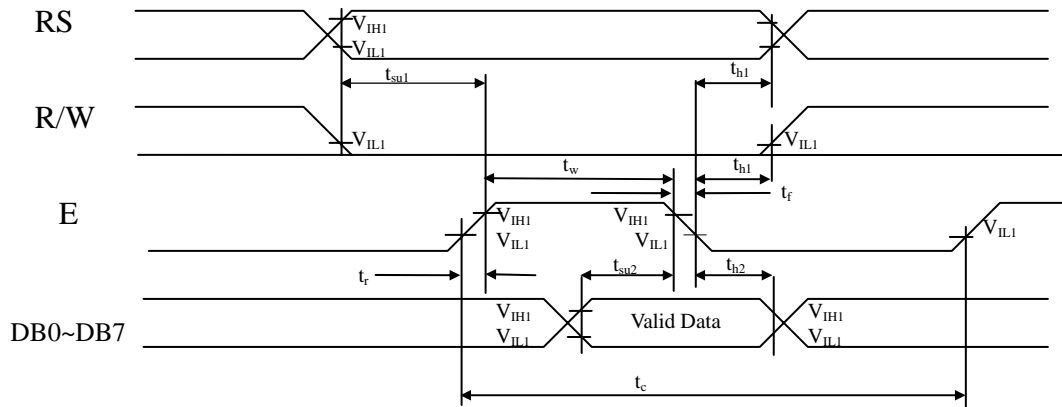 RS
V_IH1
V_IL1
t_su1
t_h1
R/W
V_IL1
V_IL1
t_w
t_h1
t_f
E
V_IH1
V_IH1
V_IL1
V_IL1
V_IL1
t_r
t_su2
t_h2
DB0~DB7
V_IH1
Valid Data
V_IH1
V_IL1
V_IL1
t_c